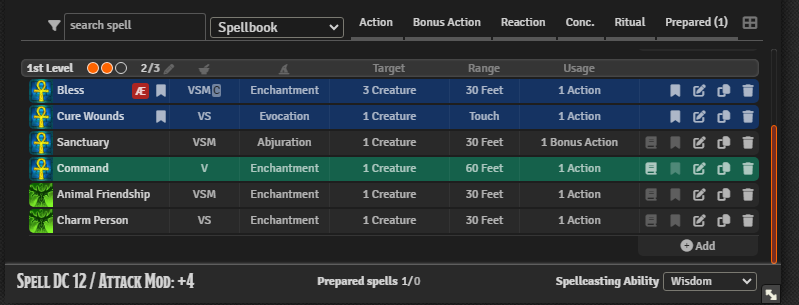 search spell Spellbook Action Bonus Action Reaction Conc. Ritual Prepared (1)
1st Level 2/3 Target Range Usage
Bless Æ VSM C Enchantment 3 Creature 30 Feet 1 Action
Cure Wounds VS Evocation 1 Creature Touch 1 Action
Sanctuary VSM Abjuration 1 Creature 30 Feet 1 Bonus Action
Command V Enchantment 1 Creature 60 Feet 1 Action
Animal Friendship VSM Enchantment 1 Creature 30 Feet 1 Action
Charm Person VS Enchantment 1 Creature 30 Feet 1 Action
Add
Spell DC 12 / Attack Mod: +4 Prepared spells 1/0 Spellcasting Ability Wisdom